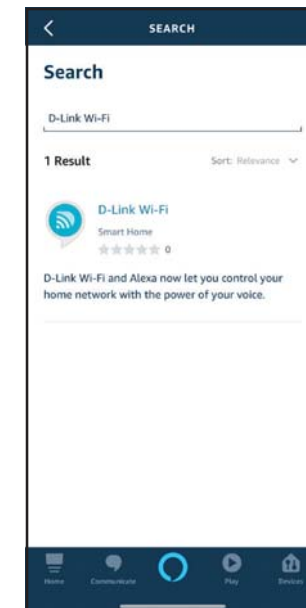 SEARCH
Search
D-Link Wi-Fi
1 Result Sort: Relevance
D-Link Wi-Fi
Smart Home
0
D-Link Wi-Fi and Alexa now let you control your
home network with the power of your voice.
Home Communicate Play Devices